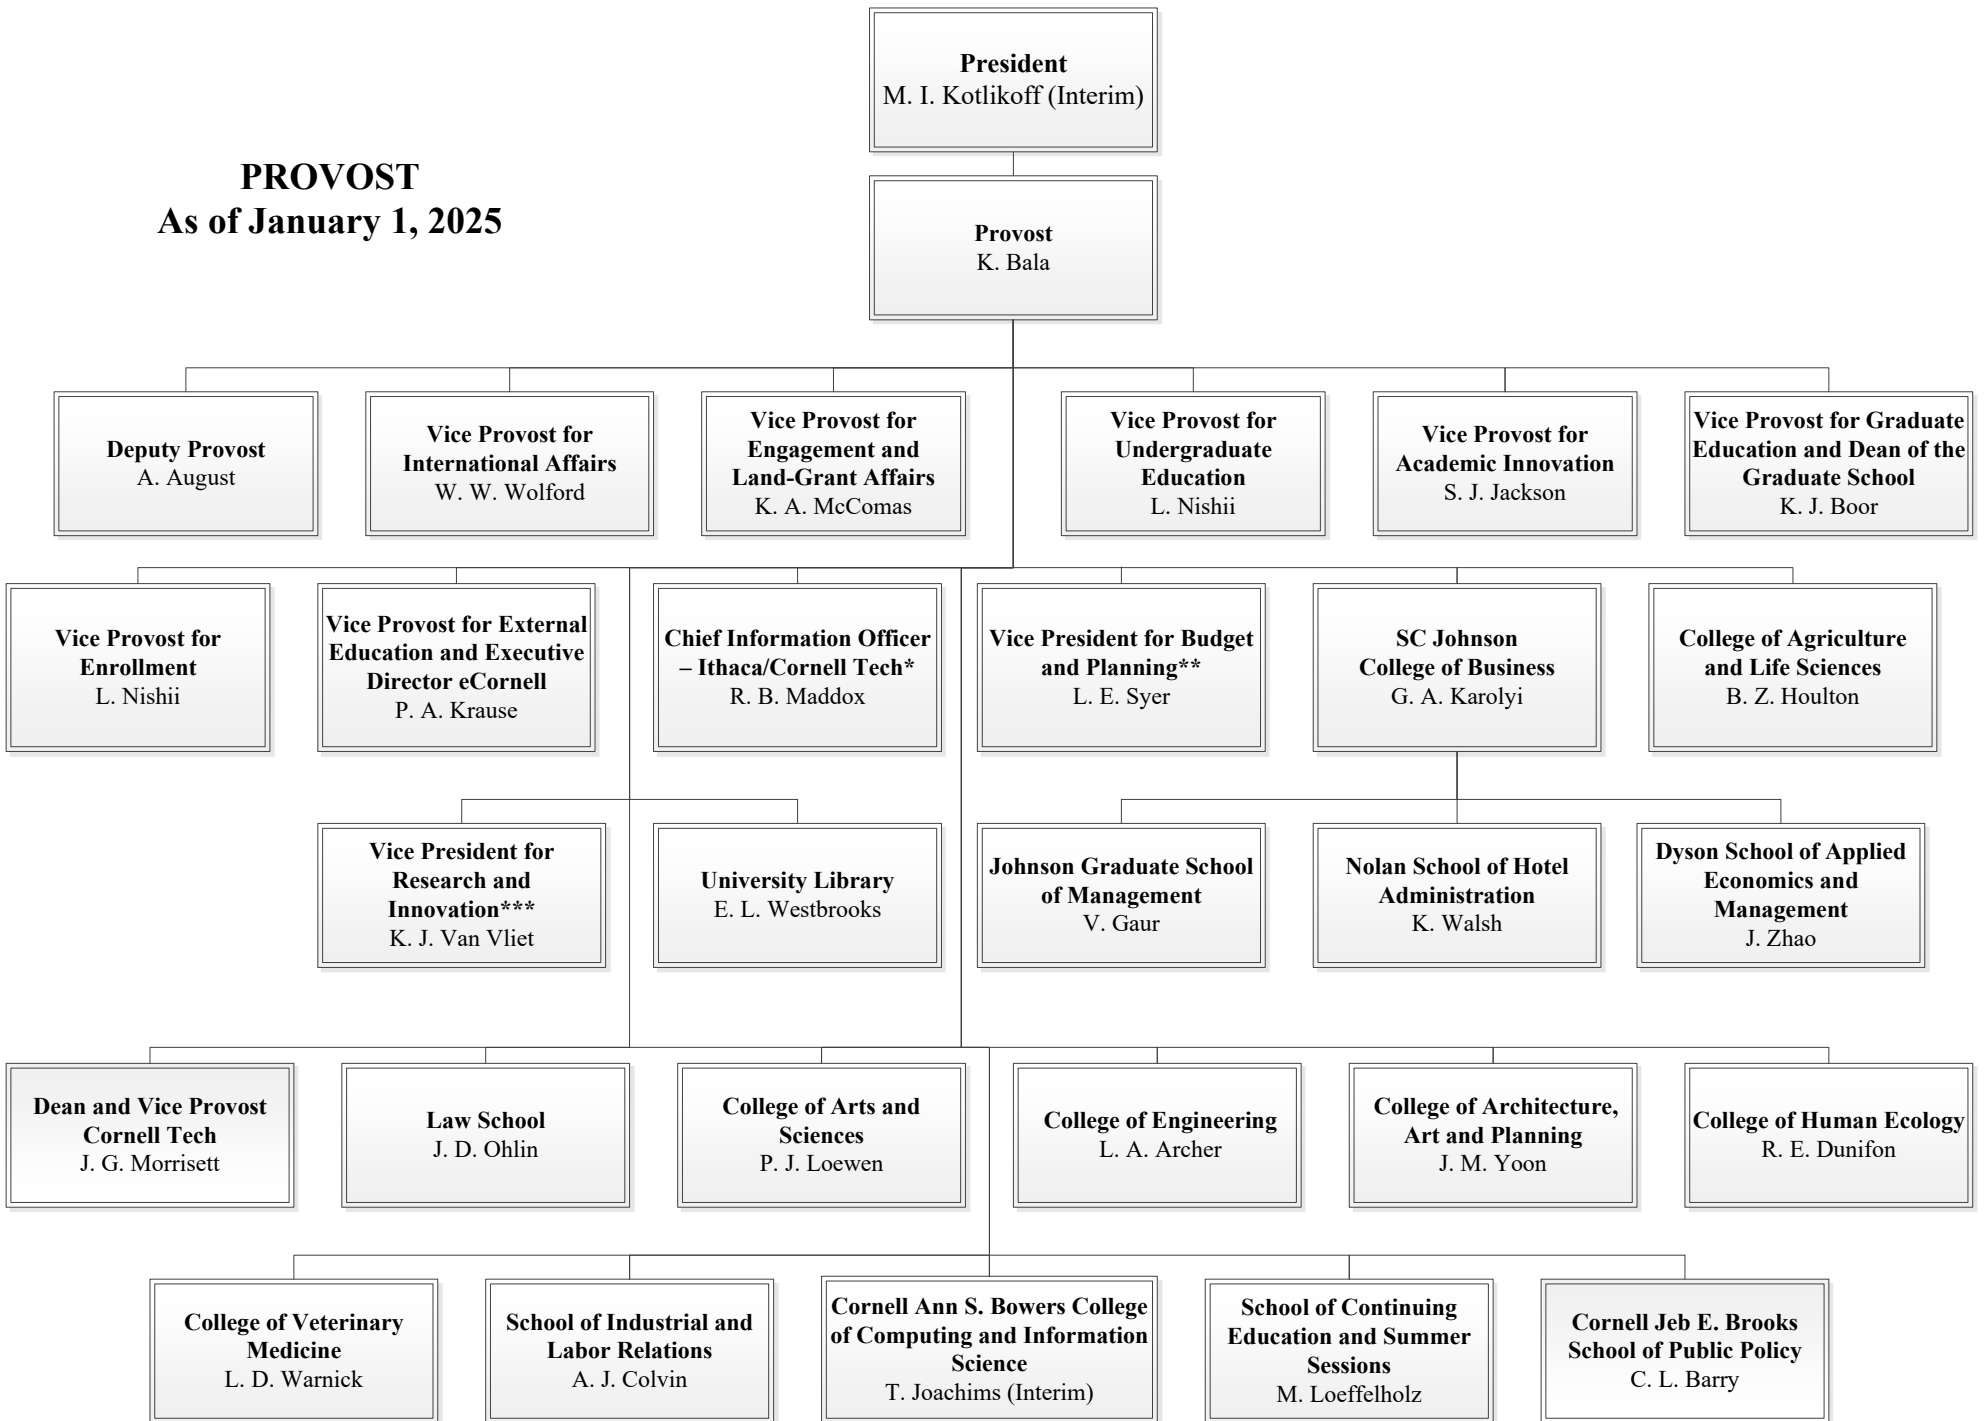 President
M. I. Kotlikoff (Interim)
PROVOST
As of January 1, 2025
Provost
K. Bala
Deputy Provost
A. August
Vice Provost for
International Affairs
W. W. Wolford
Vice Provost for
Engagement and
Land-Grant Affairs
K. A. McComas
Vice Provost for
Undergraduate
Education
L. Nishii
Vice Provost for
Academic Innovation
S. J. Jackson
Vice Provost for Graduate
Education and Dean of the
Graduate School
K. J. Boor
Vice Provost for
Enrollment
L. Nishii
Vice Provost for External
Education and Executive
Director eCornell
P. A. Krause
Chief Information Officer
– Ithaca/Cornell Tech*
R. B. Maddox
Vice President for Budget
and Planning**
L. E. Syer
SC Johnson
College of Business
G. A. Karolyi
College of Agriculture
and Life Sciences
B. Z. Houlton
Vice President for
Research and
Innovation***
K. J. Van Vliet
University Library
E. L. Westbrooks
Johnson Graduate School
of Management
V. Gaur
Nolan School of Hotel
Administration
K. Walsh
Dyson School of Applied
Economics and
Management
J. Zhao
Dean and Vice Provost
Cornell Tech
J. G. Morrisett
Law School
J. D. Ohlin
College of Arts and
Sciences
P. J. Loewen
College of Engineering
L. A. Archer
College of Architecture,
Art and Planning
J. M. Yoon
College of Human Ecology
R. E. Dunifon
College of Veterinary
Medicine
L. D. Warnick
School of Industrial and
Labor Relations
A. J. Colvin
Cornell Ann S. Bowers College
of Computing and Information
Science
T. Joachims (Interim)
School of Continuing
Education and Summer
Sessions
M. Loeffelholz
Cornell Jeb E. Brooks
School of Public Policy
C. L. Barry